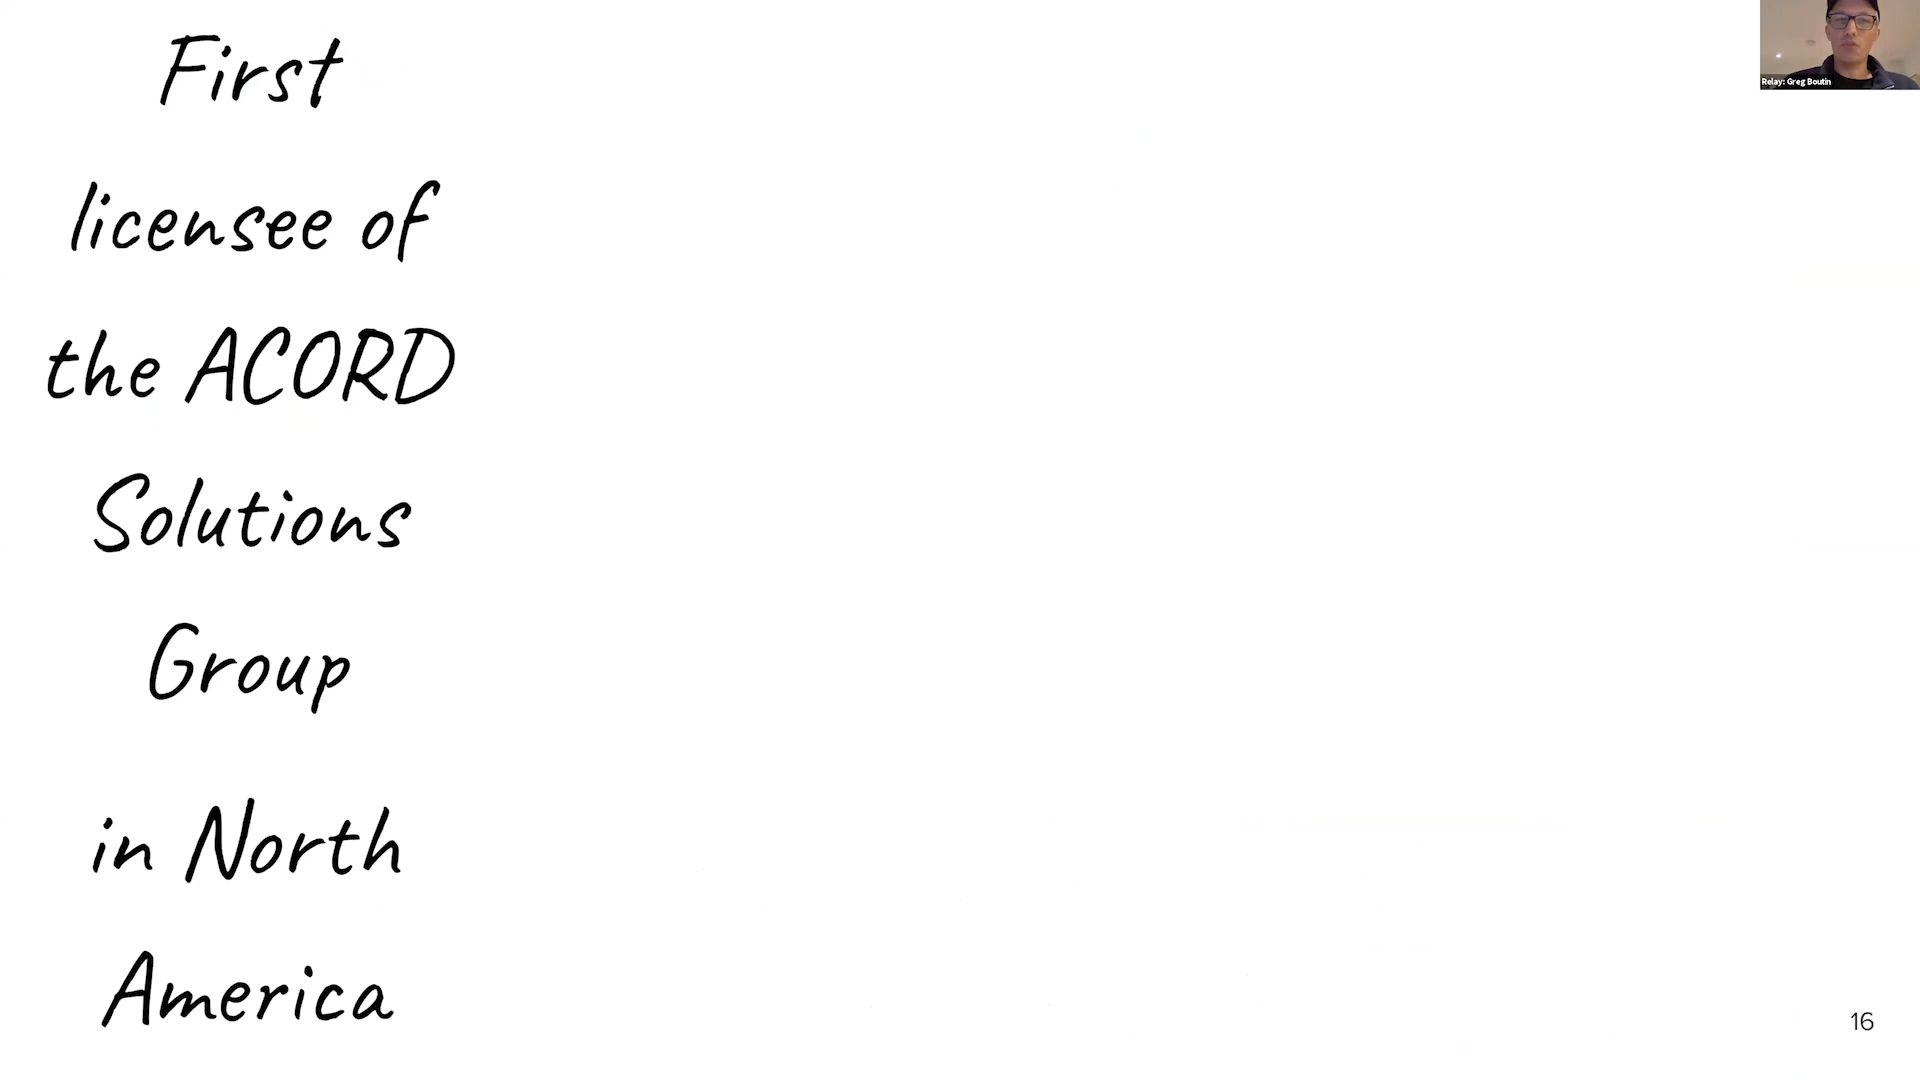 First
licensee of
the ACORD
Solutions
Group
in North
America
Relay: Greg Boutin
16